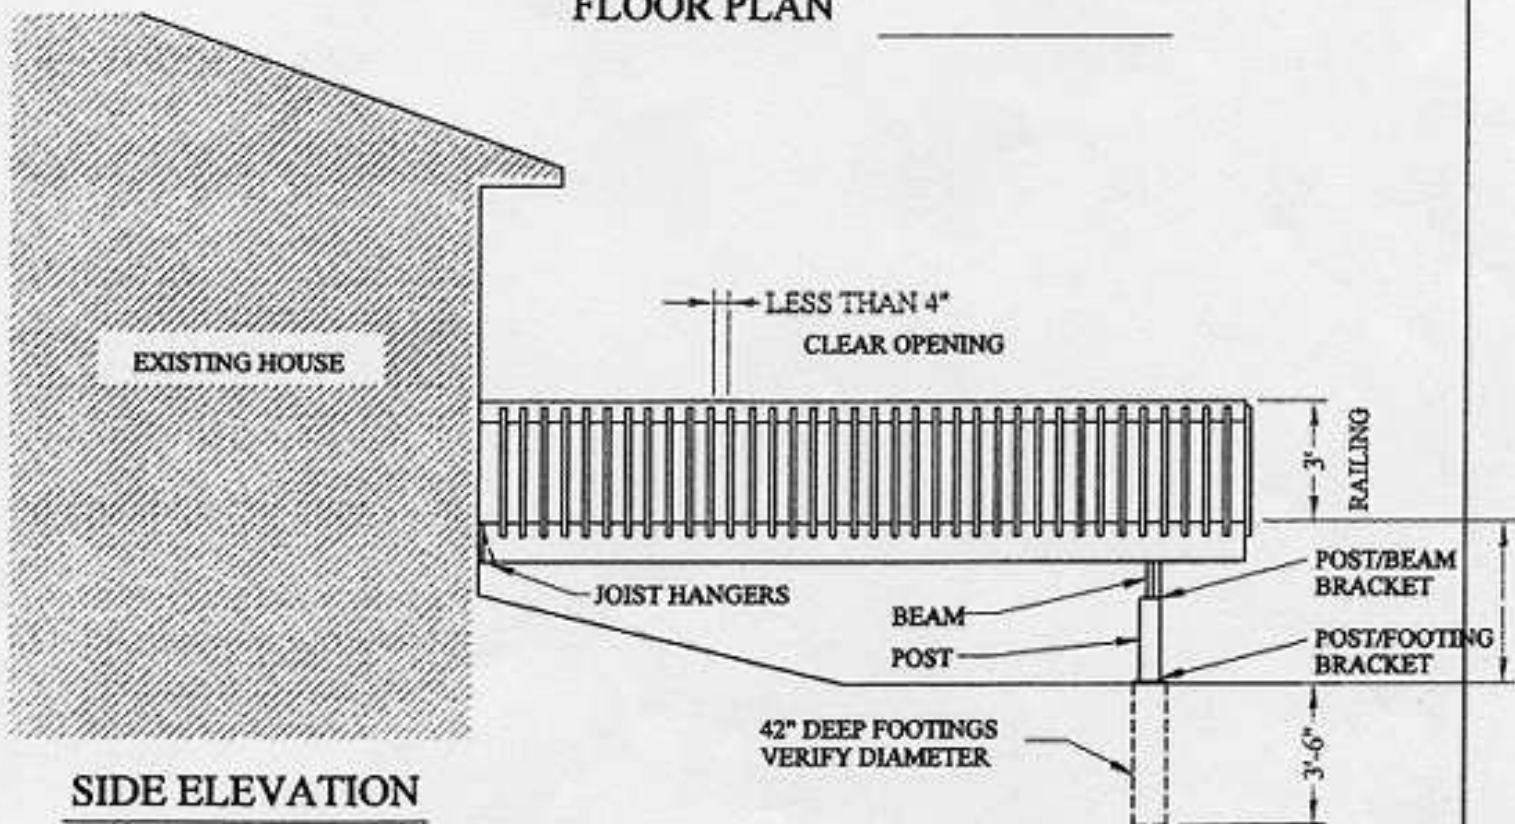 FLOOR PLAN
LESS THAN 4"
CLEAR OPENING
EXISTING HOUSE
3'
RAILING
JOIST HANGERS
BEAM
POST
POST/BEAM
BRACKET
POST/FOOTING
BRACKET
42" DEEP FOOTINGS
VERIFY DIAMETER
3'-6"
SIDE ELEVATION